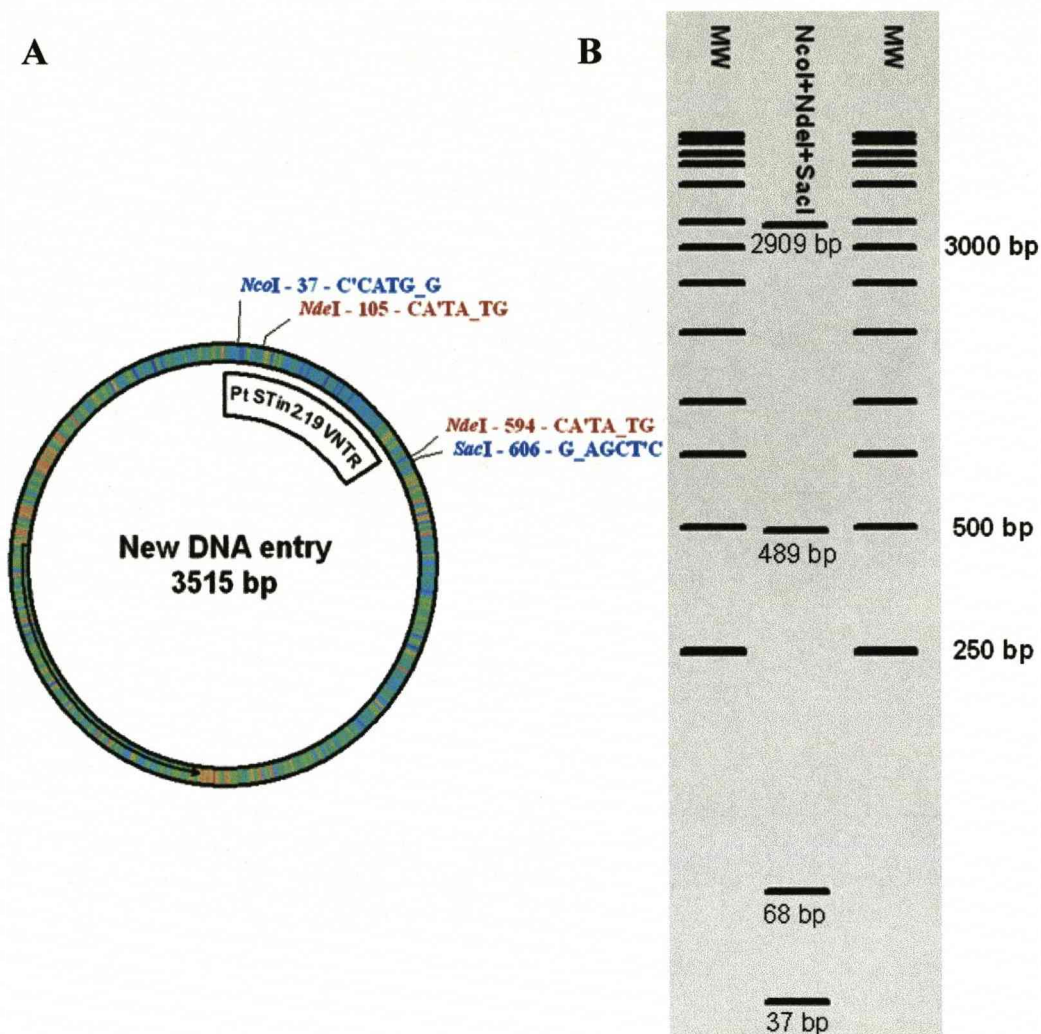 A
NcoI - 37 - C'CATG_G
NdeI - 105 - CA'TA_TG
Pt STin2.19 VNTR
NdeI - 594 - CA'TA_TG
SacI - 606 - G_AGCT'C
New DNA entry
3515 bp
B
MW
NcoI+NdeI+SacI
MW
2909 bp
3000 bp
489 bp
500 bp
250 bp
68 bp
37 bp